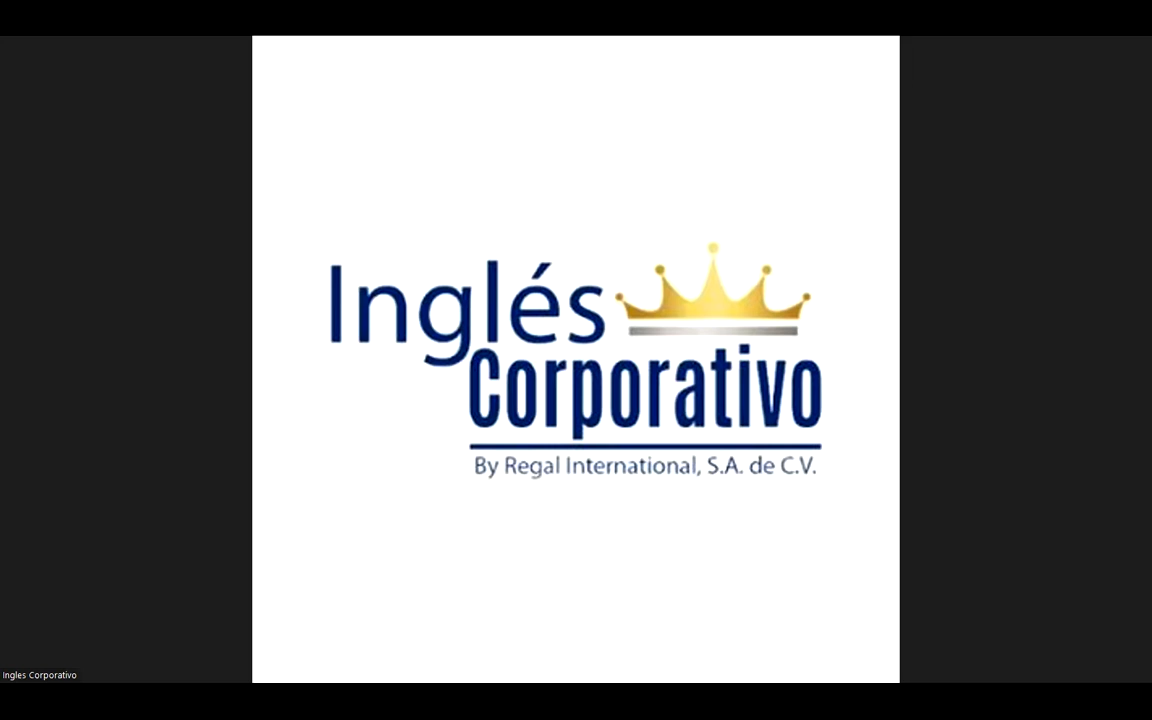 Inglés
Corporativo
By Regal International, S.A. de C.V.
Ingles Corporativo